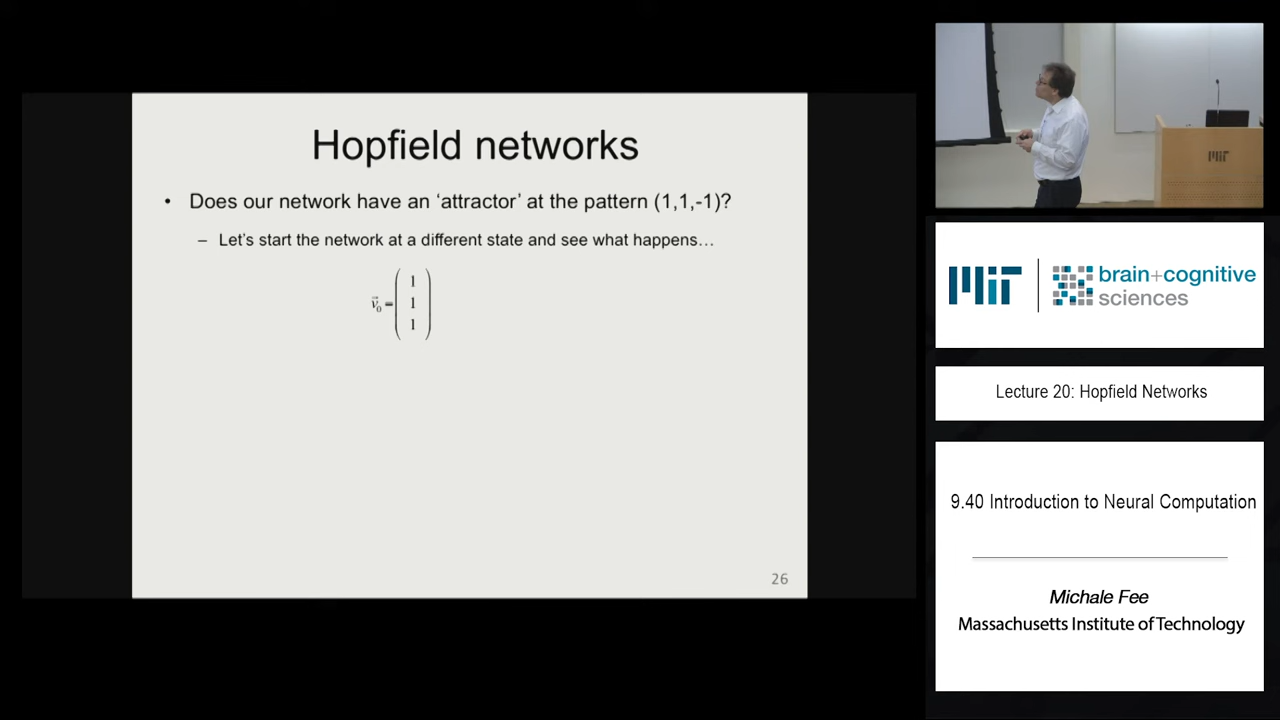 Hopfield networks
• Does our network have an ‘attractor’ at the pattern (1,1,-1)?
– Let’s start the network at a different state and see what happens…
1
v⃗₀ = 1
1
26
MIT
MIT brain+cognitive
sciences
Lecture 20: Hopfield Networks
9.40 Introduction to Neural Computation
Michale Fee
Massachusetts Institute of Technology